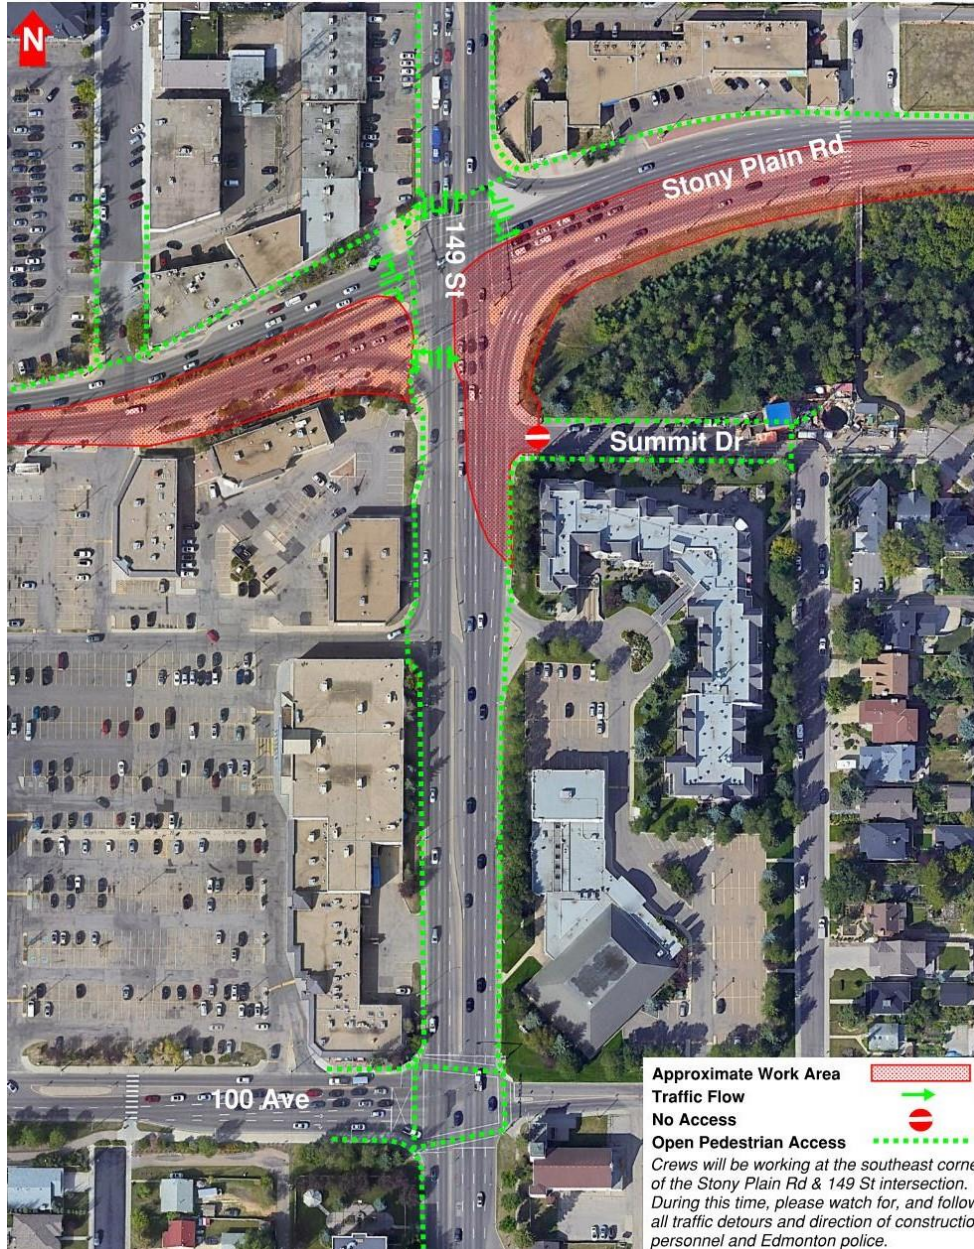 N
Stony Plain Rd
149 St
Summit Dr
100 Ave
Approximate Work Area
Traffic Flow
No Access
Open Pedestrian Access
Crews will be working at the southeast corne
of the Stony Plain Rd & 149 St intersection.
During this time, please watch for, and follow
all traffic detours and direction of constructio
personnel and Edmonton police.